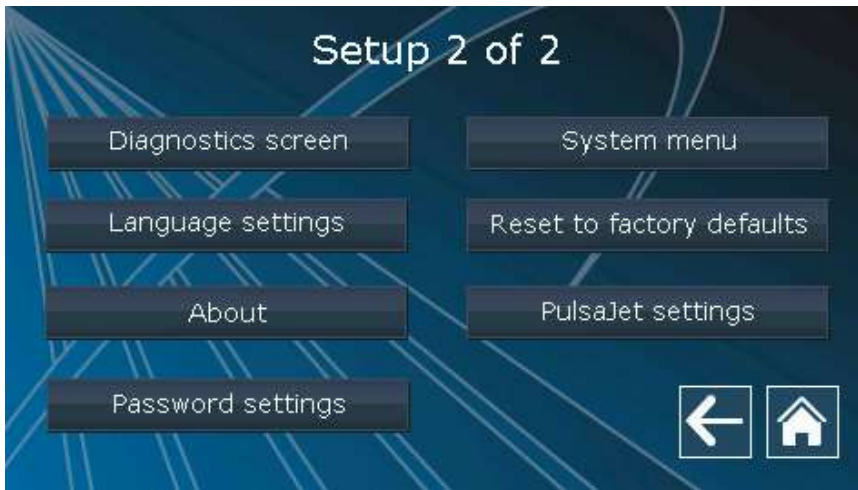 Setup 2 of 2
Diagnostics screen
System menu
Language settings
Reset to factory defaults
About
PulsaJet settings
Password settings